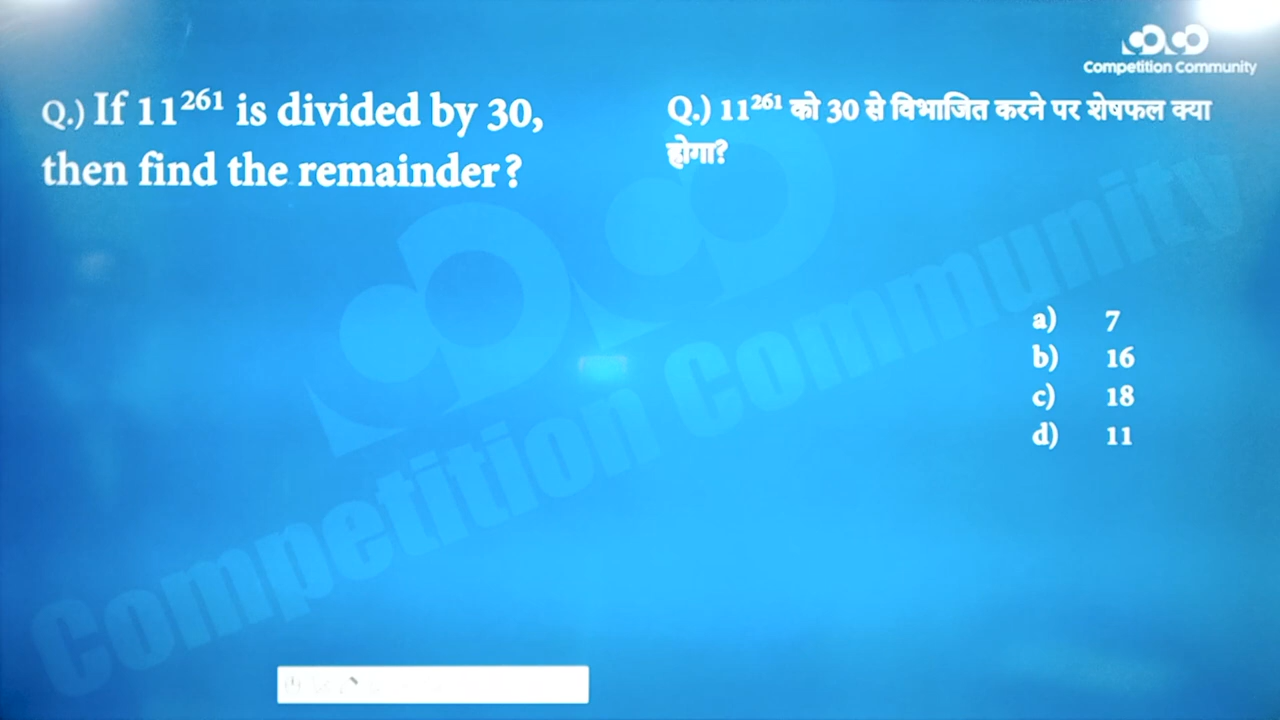 Competition Community
Q.) If 11²⁶¹ is divided by 30,
then find the remainder?
Q.) 11²⁶¹ को 30 से विभाजित करने पर शेषफल क्या
होगा?
a) 7
b) 16
c) 18
d) 11
Competition Community